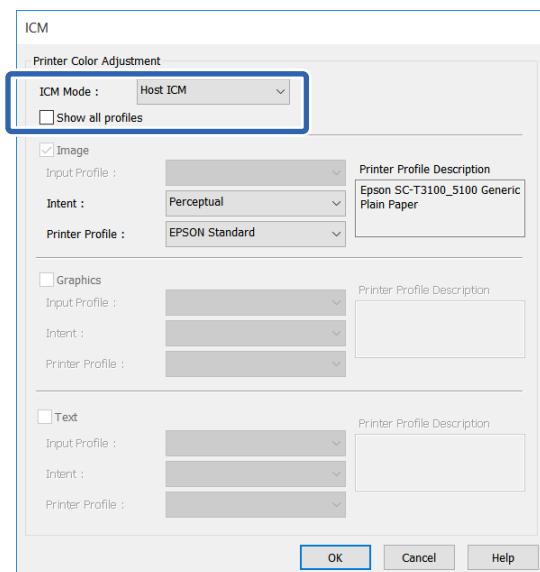 ICM
Printer Color Adjustment
ICM Mode : Host ICM
Show all profiles
Image
Input Profile :
Printer Profile Description
Intent : Perceptual
Epson SC-T3100_5100 Generic
Plain Paper
Printer Profile : EPSON Standard
Graphics
Input Profile :
Printer Profile Description
Intent :
Printer Profile :
Text
Input Profile :
Printer Profile Description
Intent :
Printer Profile :
OK Cancel Help